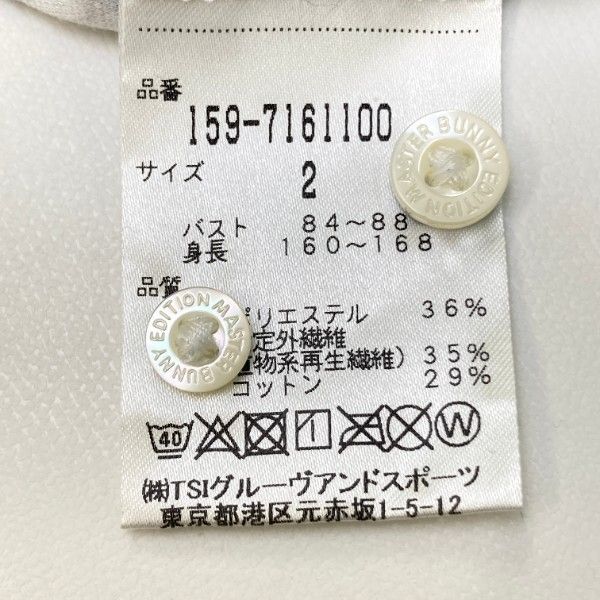 品番
159-7161100
サイズ
2
バスト 84〜88
身長 160〜168
品質
ポリエステル 36%
定外繊維
物系再生繊維) 35%
コットン 29%
40
W
㈱TSIグルーヴアンドスポーツ
東京都港区元赤坂1-5-12
MASTER BUNNY EDITION
MASTER BUNNY EDITION